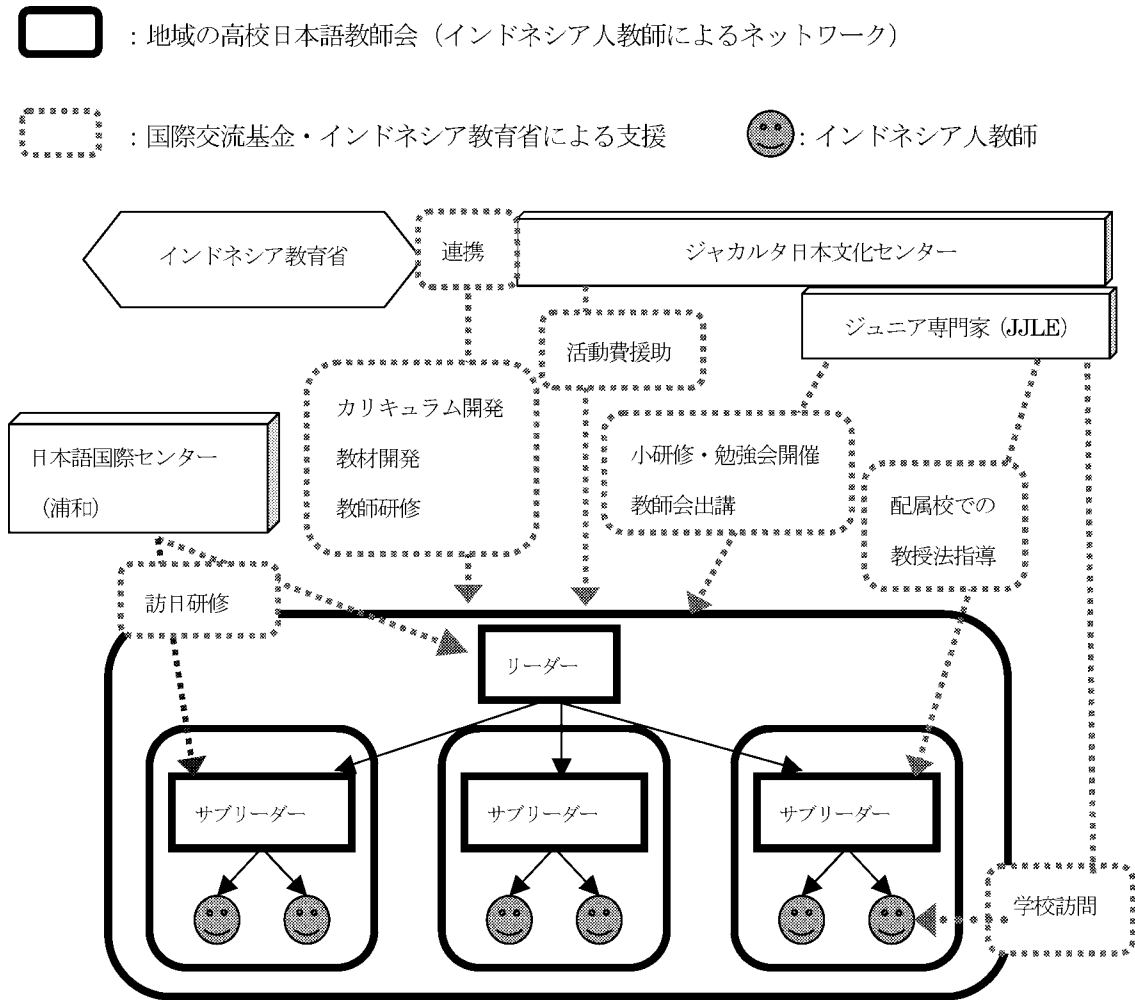 ：地域の高校日本語教師会（インドネシア人教師によるネットワーク）
：国際交流基金・インドネシア教育省による支援
：インドネシア人教師
インドネシア教育省
連携
ジャカルタ日本文化センター
ジュニア専門家（JJLE）
活動費援助
カリキュラム開発
教材開発
教師研修
小研修・勉強会開催
教師会出講
日本語国際センター
（浦和）
配属校での
教授法指導
訪日研修
リーダー
サブリーダー
サブリーダー
サブリーダー
学校訪問